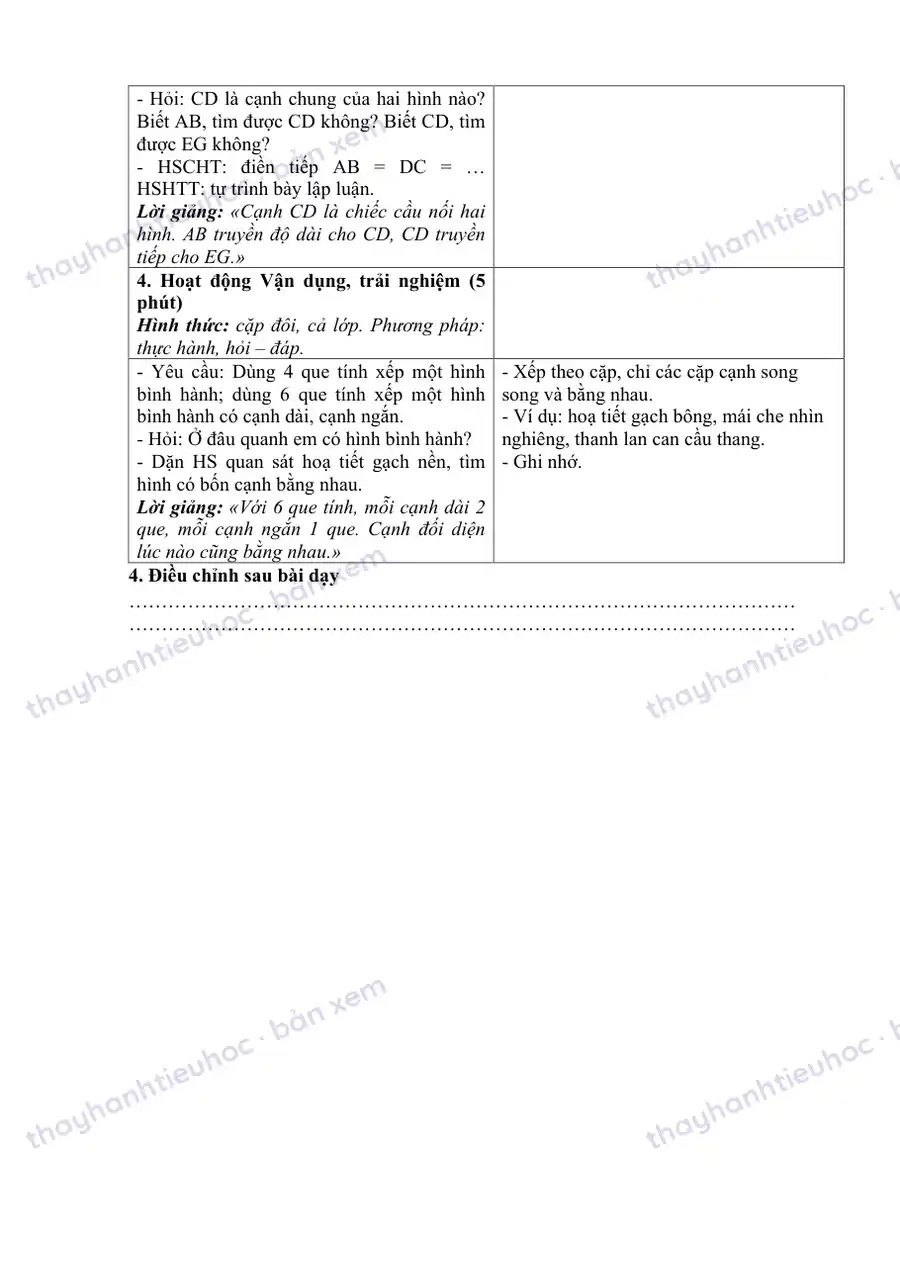 - Hỏi: CD là cạnh chung của hai hình nào?
Biết AB, tìm được CD không? Biết CD, tìm
được EG không?
- HSCHT: điền tiếp AB = DC = …
HSHTT: tự trình bày lập luận.
Lời giảng: «Cạnh CD là chiếc cầu nối hai
hình. AB truyền độ dài cho CD, CD truyền
tiếp cho EG.»
4. Hoạt động Vận dụng, trải nghiệm (5
phút)
Hình thức: cặp đôi, cả lớp. Phương pháp:
thực hành, hỏi – đáp.
- Yêu cầu: Dùng 4 que tính xếp một hình
bình hành; dùng 6 que tính xếp một hình
bình hành có cạnh dài, cạnh ngắn.
- Hỏi: Ở đâu quanh em có hình bình hành?
- Dặn HS quan sát hoạ tiết gạch nền, tìm
hình có bốn cạnh bằng nhau.
Lời giảng: «Với 6 que tính, mỗi cạnh dài 2
que, mỗi cạnh ngắn 1 que. Cạnh đối diện
lúc nào cũng bằng nhau.»
- Xếp theo cặp, chỉ các cặp cạnh song
song và bằng nhau.
- Ví dụ: hoạ tiết gạch bông, mái che nhìn
nghiêng, thanh lan can cầu thang.
- Ghi nhớ.
4. Điều chỉnh sau bài dạy
……………………………………………………………………………………………
……………………………………………………………………………………………
thayhanhtieuhoc · bản xem
thayhanhtieuhoc · b
thayhanhtieuhoc · bản xem
thayhanhtieuhoc · b
thayhanhtieuhoc · bản xem
thayhanhtieuhoc · b